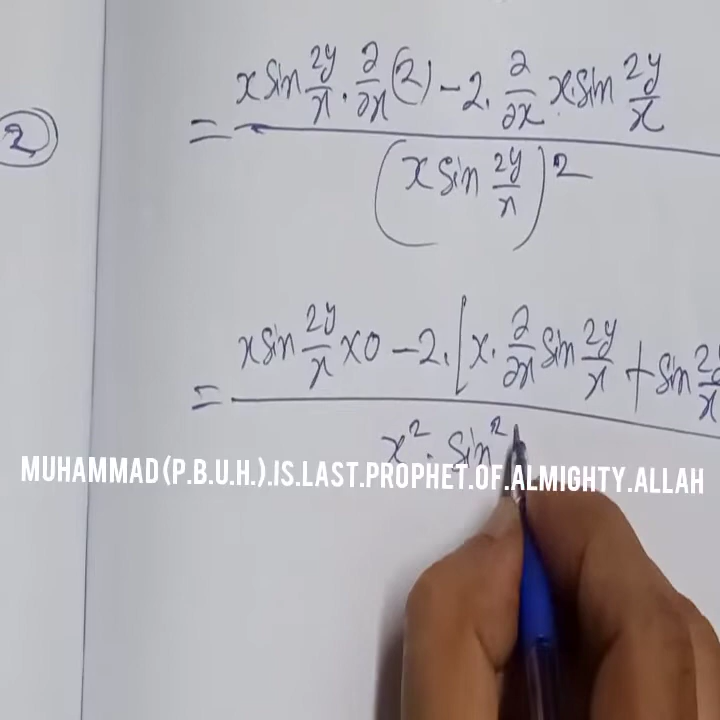 = (x sin 2y/x · ∂/∂x (2) − 2 · ∂/∂x x·sin 2y/x) / (x sin 2y/x)²
②
= (x sin 2y/x × 0 − 2 · [x · ∂/∂x sin 2y/x + sin 2y/x) / (x² · sin²)
MUHAMMAD(P.B.U.H.).IS.LAST.PROPHET.OF.ALMIGHTY.ALLAH